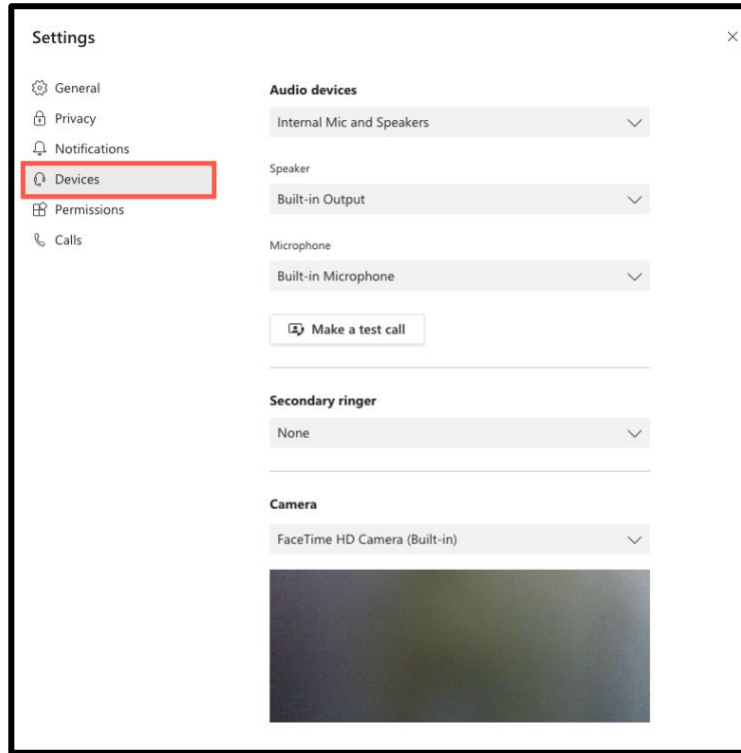 Settings
General
Privacy
Notifications
Devices
Permissions
Calls
Audio devices
Internal Mic and Speakers
Speaker
Built-in Output
Microphone
Built-in Microphone
Make a test call
Secondary ringer
None
Camera
FaceTime HD Camera (Built-in)